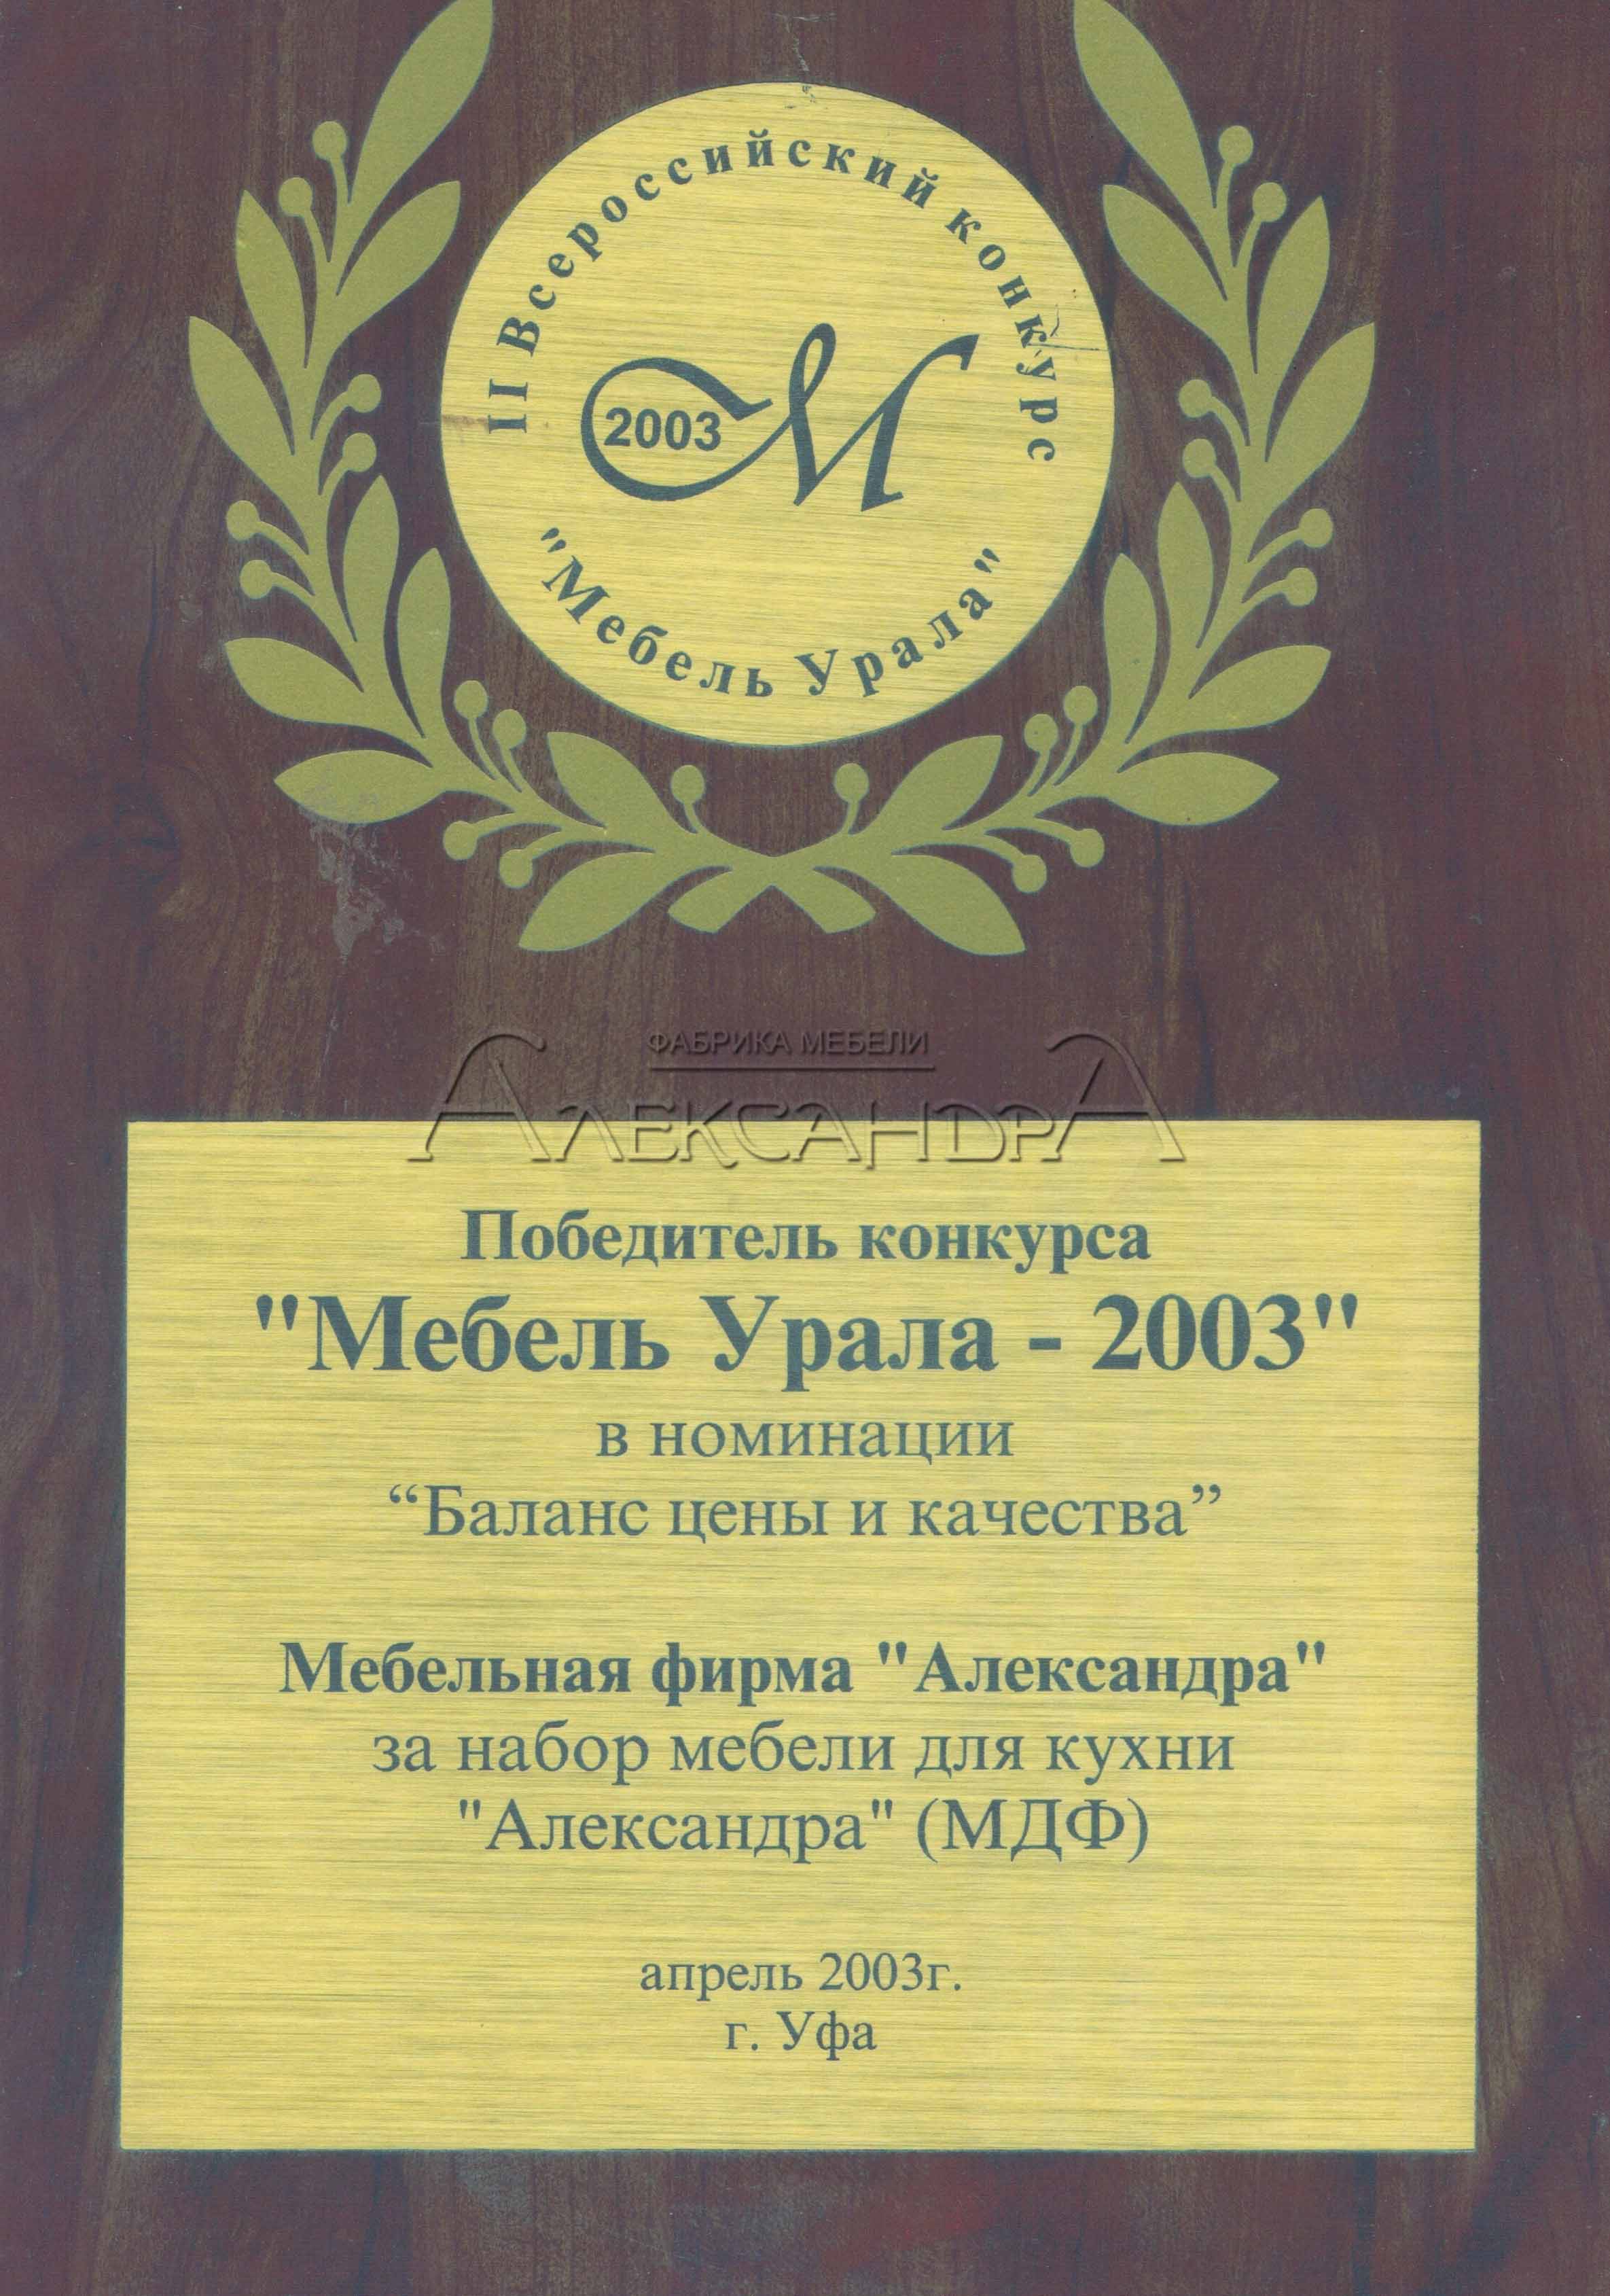 II Всероссийский конкурс
2003 М
"Мебель Урала"
ФАБРИКА МЕБЕЛИ
АЛЕКСАНДРА
Победитель конкурса
"Мебель Урала - 2003"
в номинации
“Баланс цены и качества”
Мебельная фирма "Александра"
за набор мебели для кухни
"Александра" (МДФ)
апрель 2003г.
г. Уфа